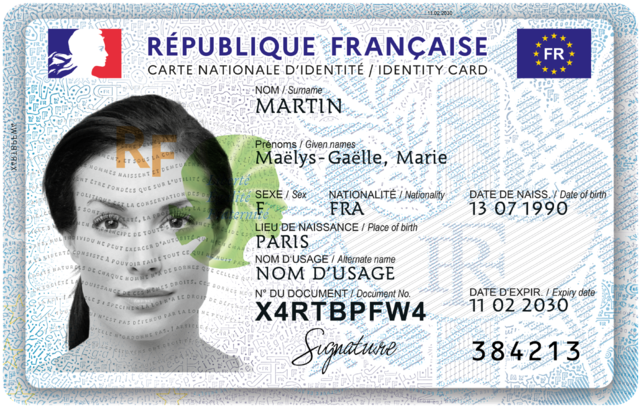 11 02 2030
RÉPUBLIQUE FRANÇAISE
FR
CARTE NATIONALE D'IDENTITÉ / IDENTITY CARD
NOM / Surname
MARTIN
Prénoms / Given names
Maëlys-Gaëlle, Marie
SEXE / Sex NATIONALITÉ / Nationality DATE DE NAISS. / Date of birth
F FRA 13 07 1990
LIEU DE NAISSANCE / Place of birth
PARIS
NOM D'USAGE / Alternate name
NOM D'USAGE
N° DU DOCUMENT / Document No. DATE D'EXPIR. / Expiry date
X4RTBPFW4 11 02 2030
Signature 384213
RF
RF
X4RTBPFW4